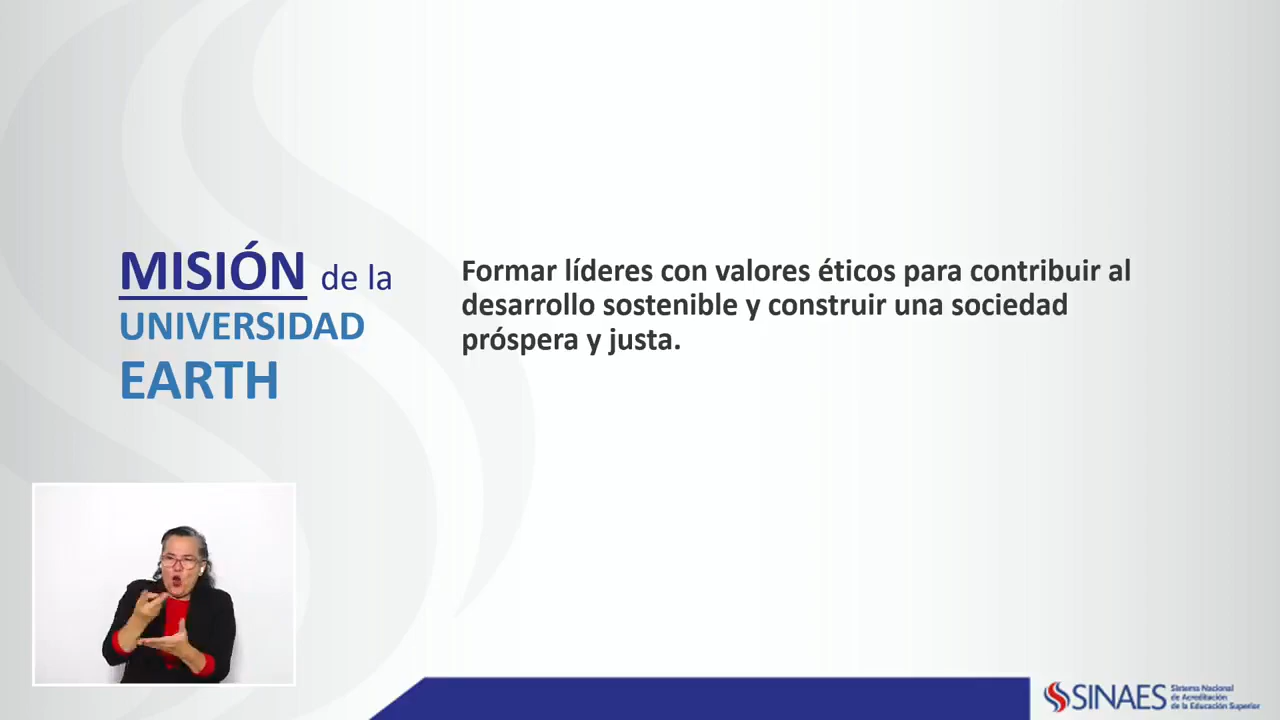 MISIÓN de la
UNIVERSIDAD
EARTH
Formar líderes con valores éticos para contribuir al
desarrollo sostenible y construir una sociedad
próspera y justa.
SINAES
Sistema Nacional
de Acreditación
de la Educación Superior